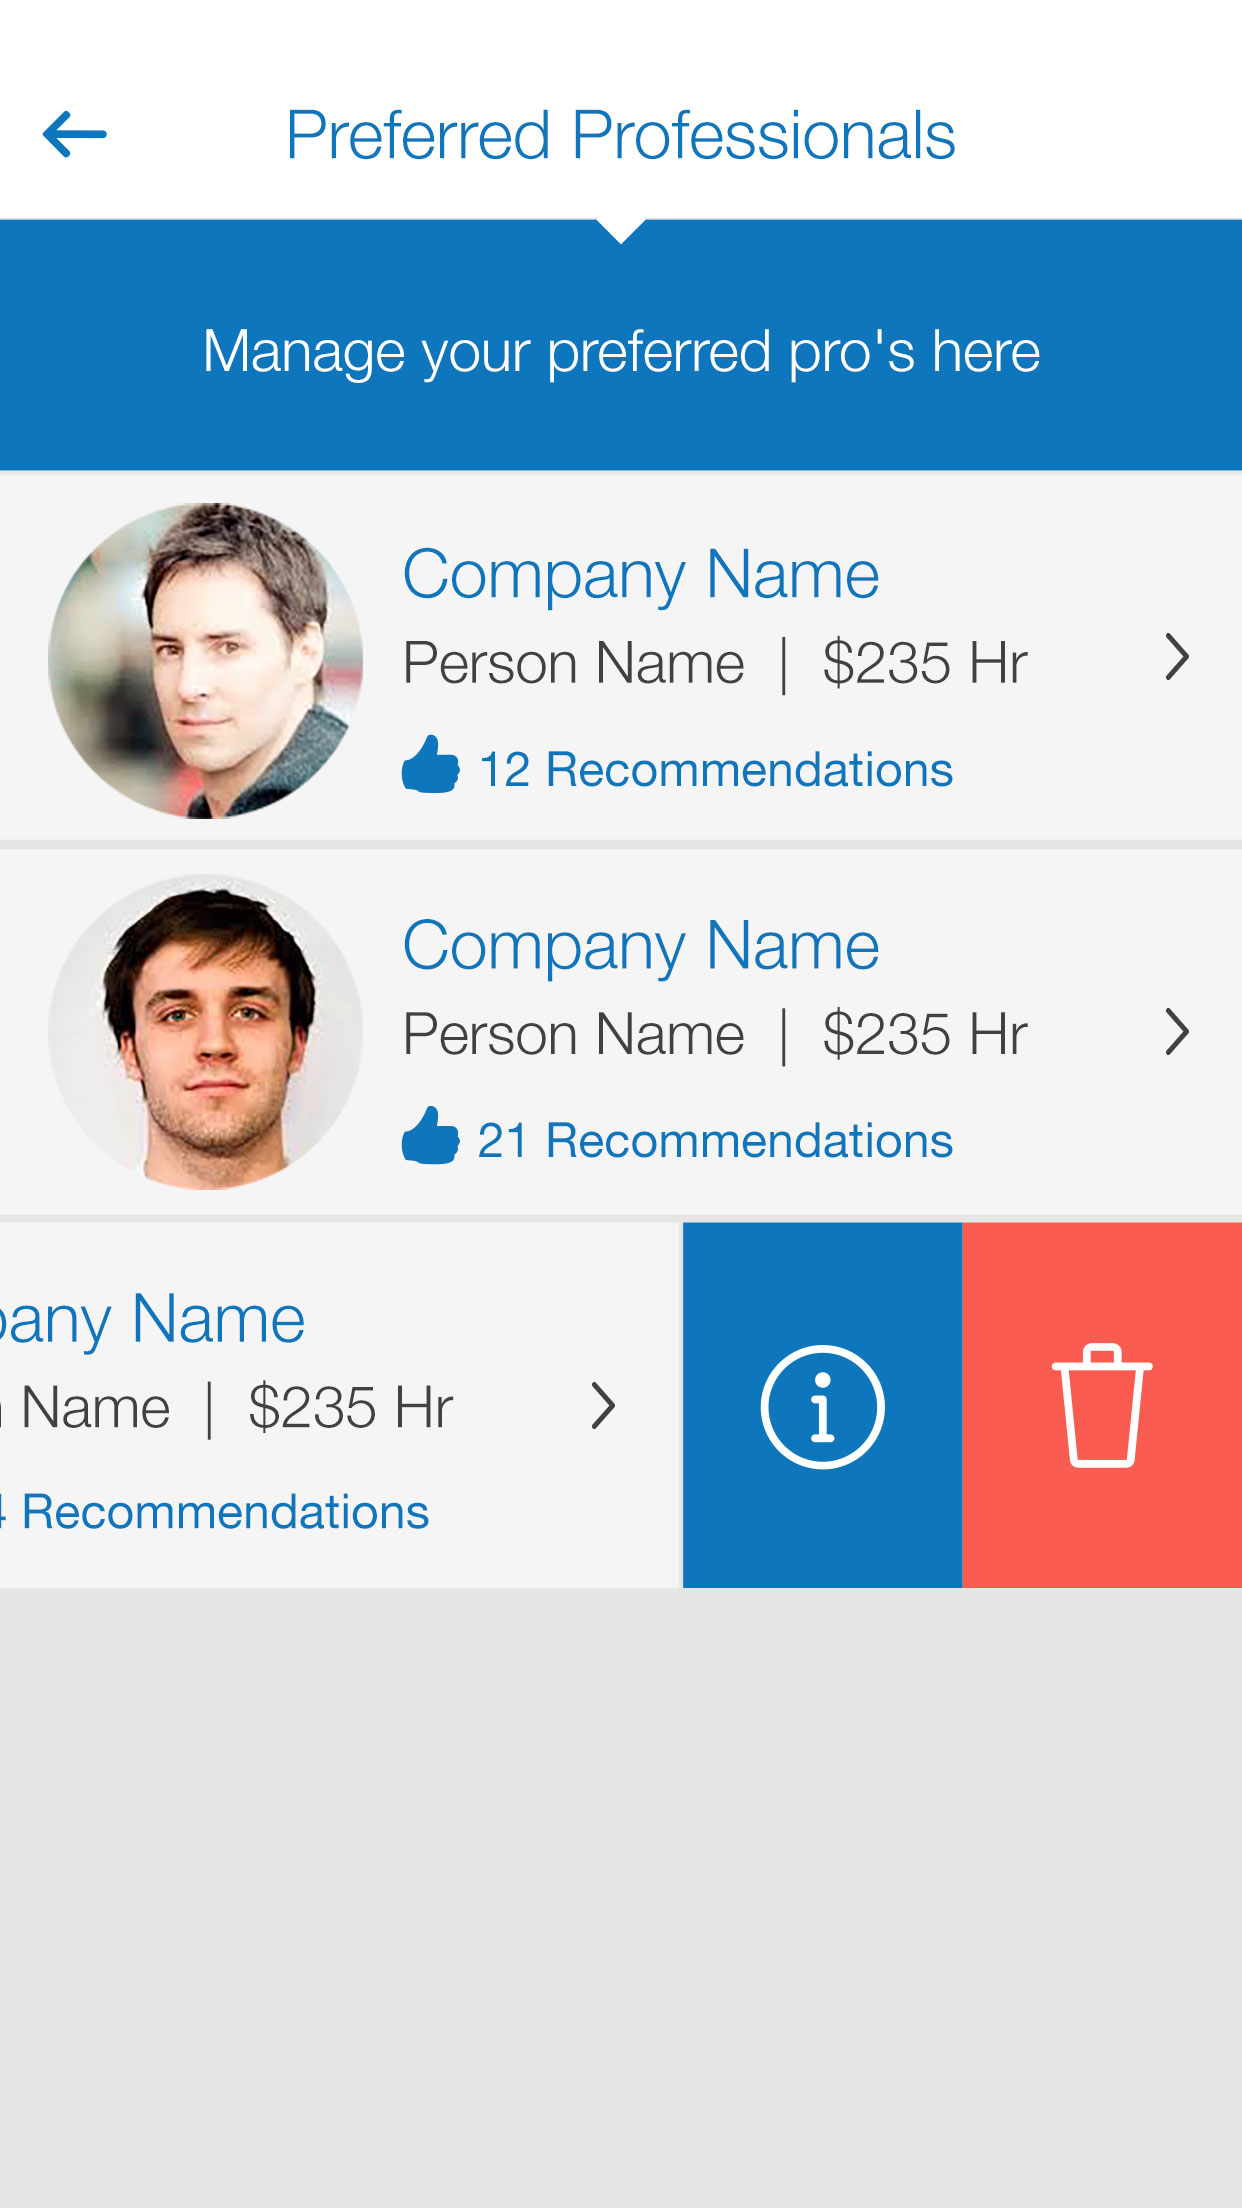 Preferred Professionals
Manage your preferred pro's here
Company Name
Person Name | $235 Hr
12 Recommendations
Company Name
Person Name | $235 Hr
21 Recommendations
pany Name
Name | $235 Hr
4 Recommendations